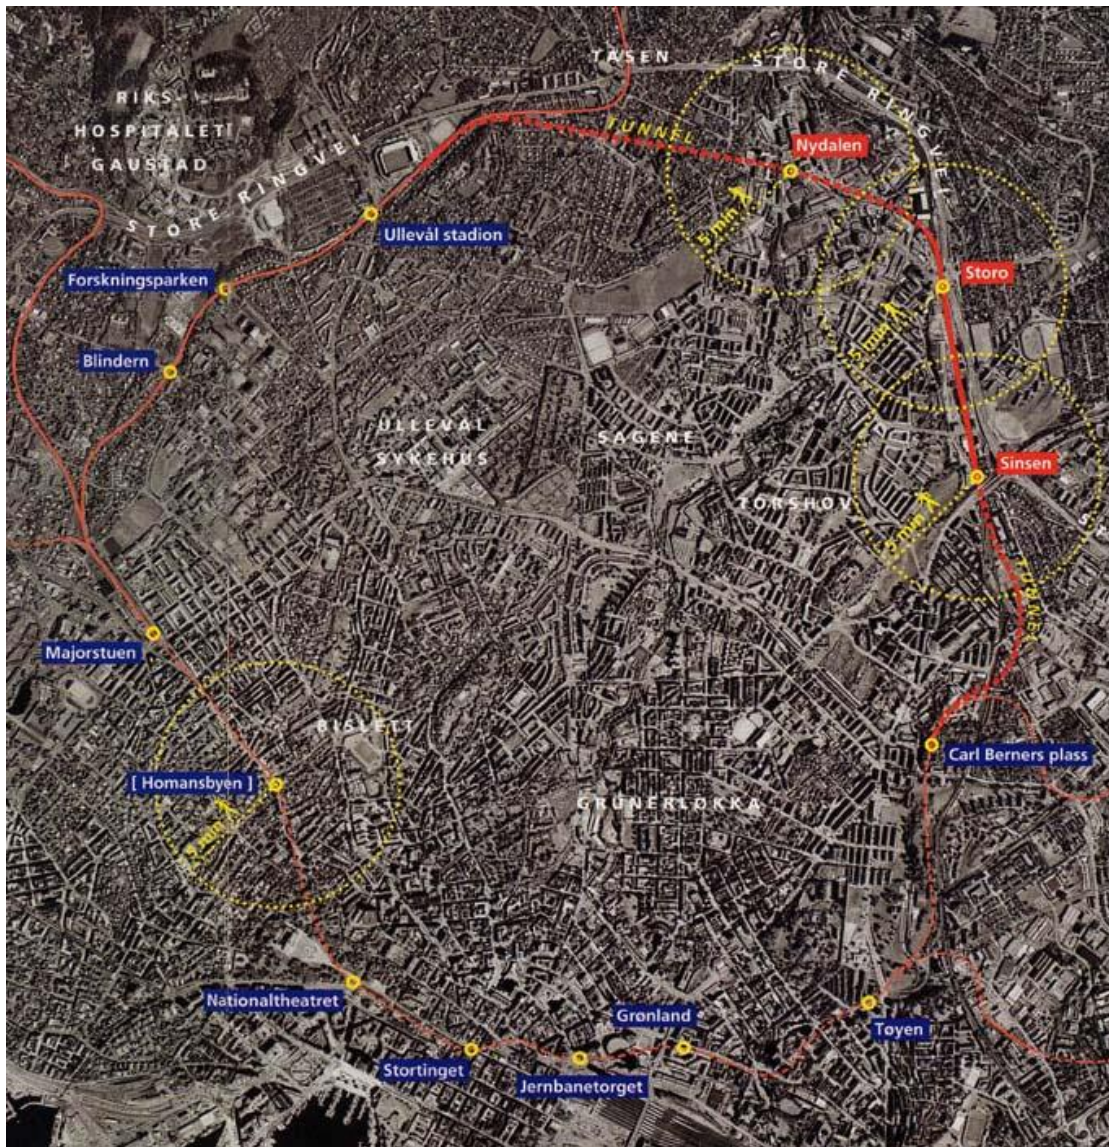 TÅSEN
STORE RINGVEI
RIKS-
HOSPITALET
GAUSTAD
TUNNEL
Nydalen
STORE RINGVEI
5 min
Ullevål stadion
Storo
Forskningsparken
5 min
Blindern
ULLEVÅL
SYKEHUS
SAGENE
Sinsen
TORSHOV
5 min
TUNNEL
Majorstuen
BISLETT
Carl Berners plass
[ Homansbyen ]
GRÜNERLØKKA
5 min
Nationaltheatret
Grønland
Tøyen
Stortinget
Jernbanetorget